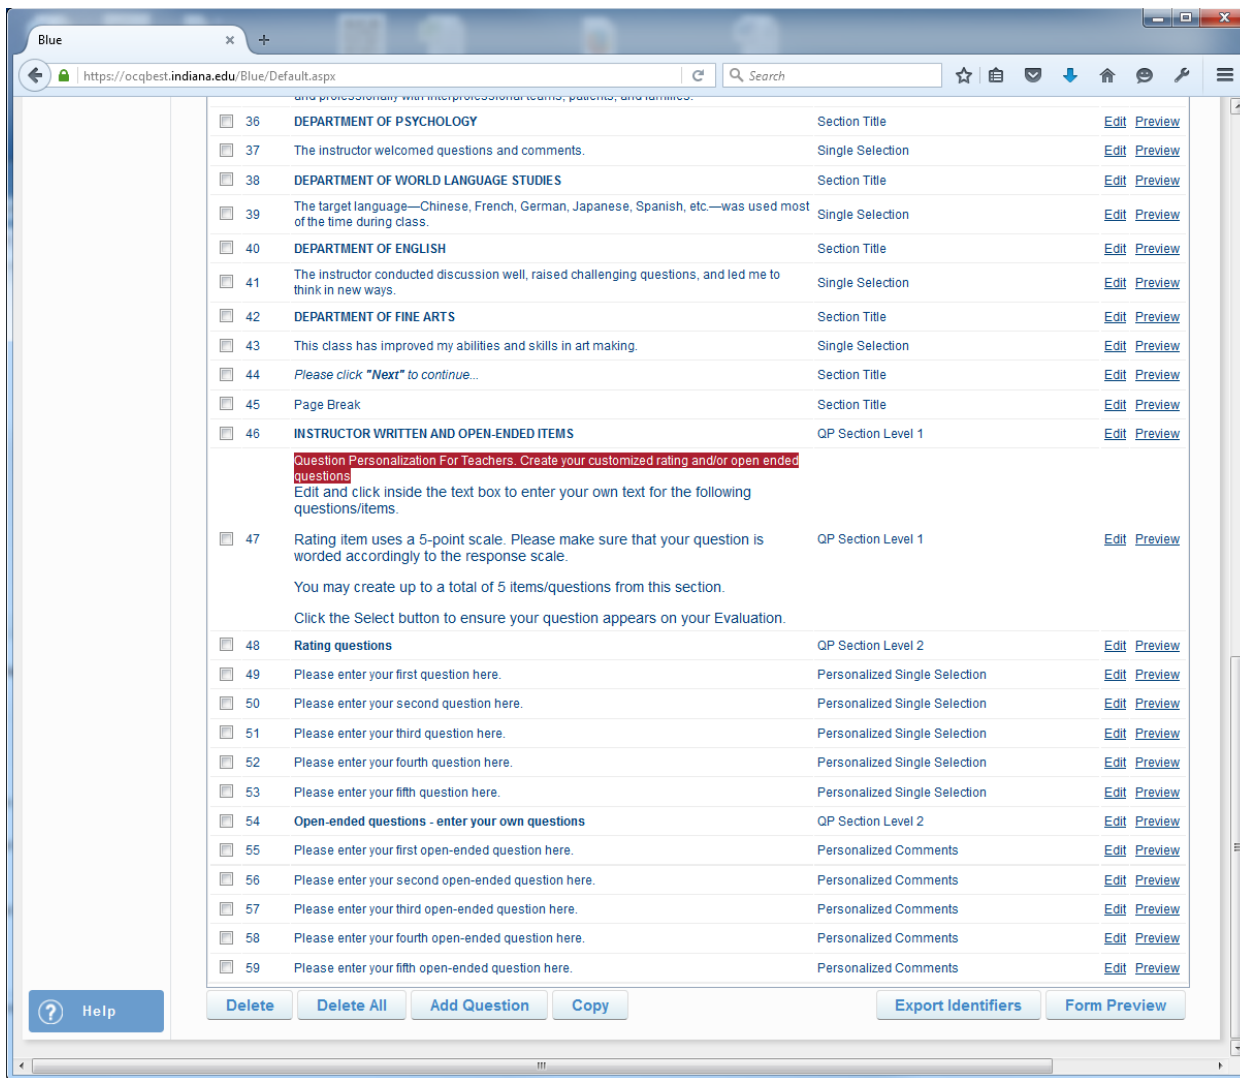 Blue
https://ocqbest.indiana.edu/Blue/Default.aspx
Search
and professionally with interprofessional teams, patients, and families.
36 DEPARTMENT OF PSYCHOLOGY Section Title Edit Preview
37 The instructor welcomed questions and comments. Single Selection Edit Preview
38 DEPARTMENT OF WORLD LANGUAGE STUDIES Section Title Edit Preview
39 The target language—Chinese, French, German, Japanese, Spanish, etc.—was used most Single Selection Edit Preview
of the time during class.
40 DEPARTMENT OF ENGLISH Section Title Edit Preview
41 The instructor conducted discussion well, raised challenging questions, and led me to Single Selection Edit Preview
think in new ways.
42 DEPARTMENT OF FINE ARTS Section Title Edit Preview
43 This class has improved my abilities and skills in art making. Single Selection Edit Preview
44 Please click "Next" to continue... Section Title Edit Preview
45 Page Break Section Title Edit Preview
46 INSTRUCTOR WRITTEN AND OPEN-ENDED ITEMS QP Section Level 1 Edit Preview
Question Personalization For Teachers. Create your customized rating and/or open ended
questions
Edit and click inside the text box to enter your own text for the following
questions/items.
47 Rating item uses a 5-point scale. Please make sure that your question is QP Section Level 1 Edit Preview
worded accordingly to the response scale.
You may create up to a total of 5 items/questions from this section.
Click the Select button to ensure your question appears on your Evaluation.
48 Rating questions QP Section Level 2 Edit Preview
49 Please enter your first question here. Personalized Single Selection Edit Preview
50 Please enter your second question here. Personalized Single Selection Edit Preview
51 Please enter your third question here. Personalized Single Selection Edit Preview
52 Please enter your fourth question here. Personalized Single Selection Edit Preview
53 Please enter your fifth question here. Personalized Single Selection Edit Preview
54 Open-ended questions - enter your own questions QP Section Level 2 Edit Preview
55 Please enter your first open-ended question here. Personalized Comments Edit Preview
56 Please enter your second open-ended question here. Personalized Comments Edit Preview
57 Please enter your third open-ended question here. Personalized Comments Edit Preview
58 Please enter your fourth open-ended question here. Personalized Comments Edit Preview
59 Please enter your fifth open-ended question here. Personalized Comments Edit Preview
? Help Delete Delete All Add Question Copy Export Identifiers Form Preview